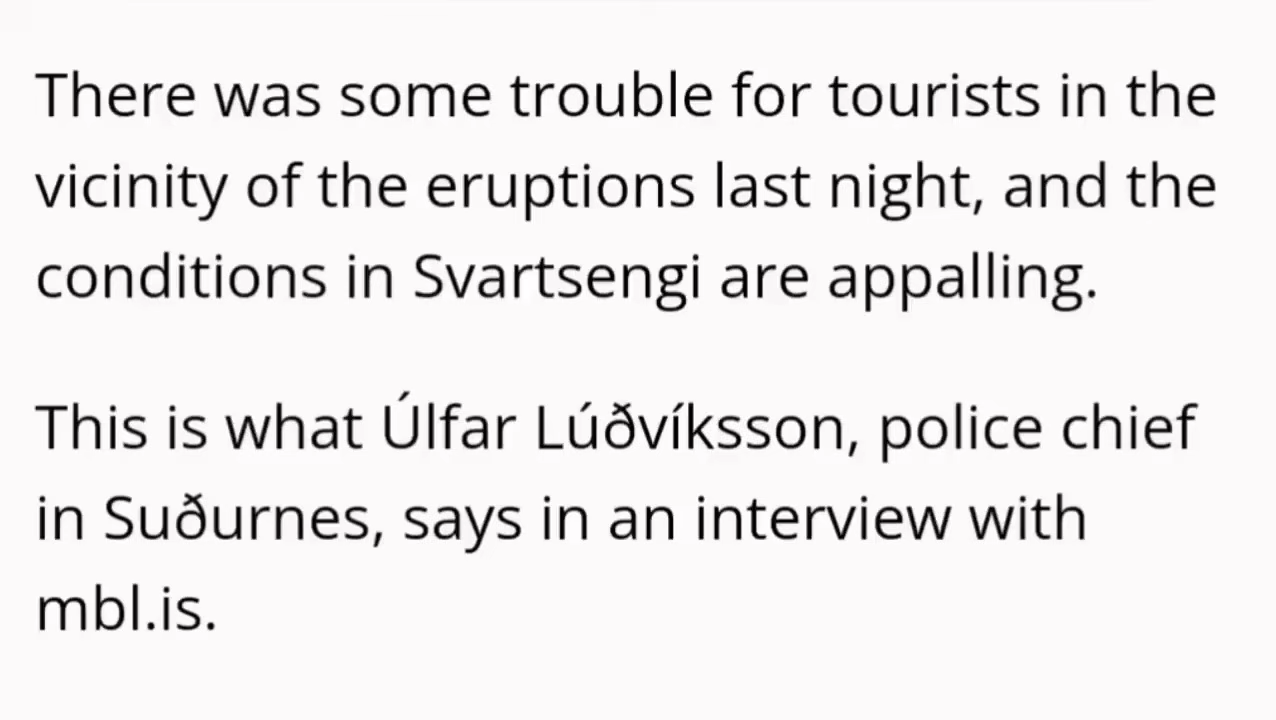 There was some trouble for tourists in the
vicinity of the eruptions last night, and the
conditions in Svartsengi are appalling.
This is what Úlfar Lúðvíksson, police chief
in Suðurnes, says in an interview with
mbl.is.